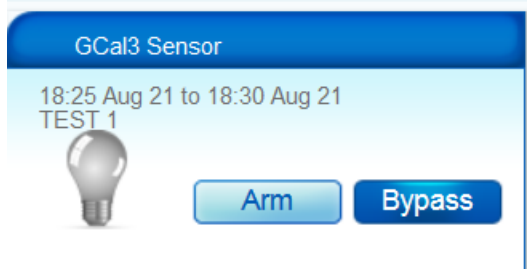 GCal3 Sensor
18:25 Aug 21 to 18:30 Aug 21
TEST 1
Arm Bypass